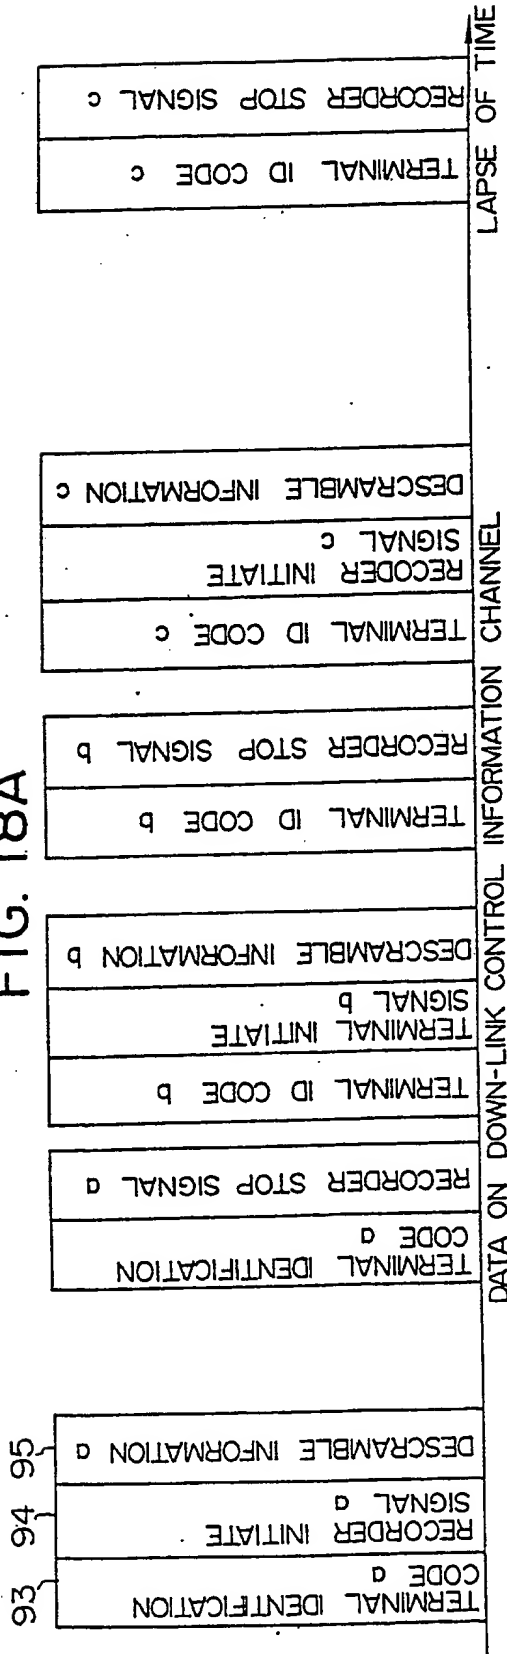 FIG. 18A
93
94
95
TERMINAL IDENTIFICATION
CODE a
RECORDER INITIATE
SIGNAL a
DESCRAMBLE INFORMATION a
TERMINAL IDENTIFICATION
CODE a
RECORDER STOP SIGNAL a
TERMINAL ID CODE b
TERMINAL INITIATE
SIGNAL b
DESCRAMBLE INFORMATION b
TERMINAL ID CODE b
RECORDER STOP SIGNAL b
TERMINAL ID CODE c
RECODER INITIATE
SIGNAL c
DESCRAMBLE INFORMATION c
TERMINAL ID CODE c
RECORDER STOP SIGNAL c
DATA ON DOWN-LINK CONTROL INFORMATION CHANNEL
LAPSE OF TIME